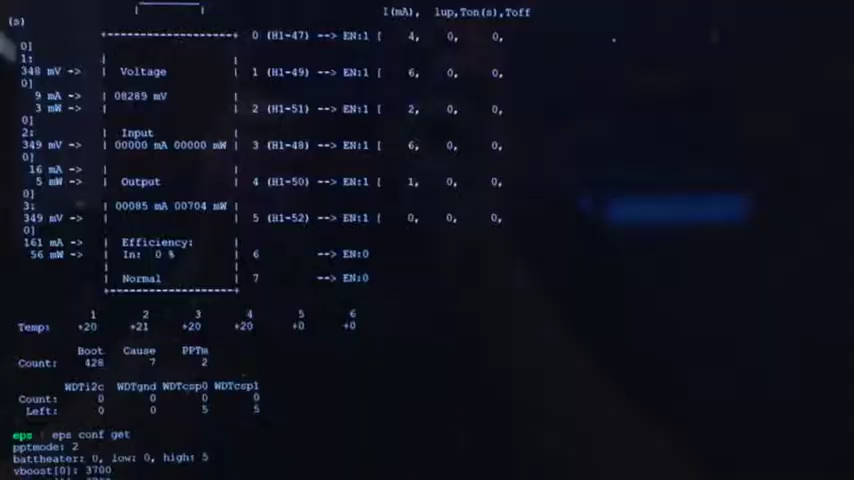 I(mA), lup,Ton(s),Toff
(s)
0 (H1-47) --> EN:1 [ 4, 0, 0,
0]
1: | |
348 mV -> | Voltage | 1 (H1-49) --> EN:1 [ 6, 0, 0,
0]
9 mA -> | 08289 mV
3 mW -> | | 2 (H1-51) --> EN:1 [ 2, 0, 0,
0]
2: | Input |
349 mV -> | 00000 mA 00000 mW | 3 (H1-48) --> EN:1 [ 6, 0, 0,
0]
16 mA ->
5 mW -> | Output | 4 (H1-50) --> EN:1 [ 1, 0, 0,
0]
3: | 00085 mA 00704 mW |
349 mV -> | | 5 (H1-52) --> EN:1 [ 0, 0, 0,
0]
161 mA -> | Efficiency: |
56 mW -> | In: 0 % | 6 --> EN:0
| Normal | 7 --> EN:0
1 2 3 4 5 6
Temp: +20 +21 +20 +20 +0 +0
Boot Cause PPTm
Count: 428 7 2
WDTi2c WDTgnd WDTcsp0 WDTcsp1
Count: 0 0 0 0
Left: 0 0 5 5
eps | eps conf get
pptmode: 2
battheater: 0, low: 0, high: 5
vboost[0]: 3700